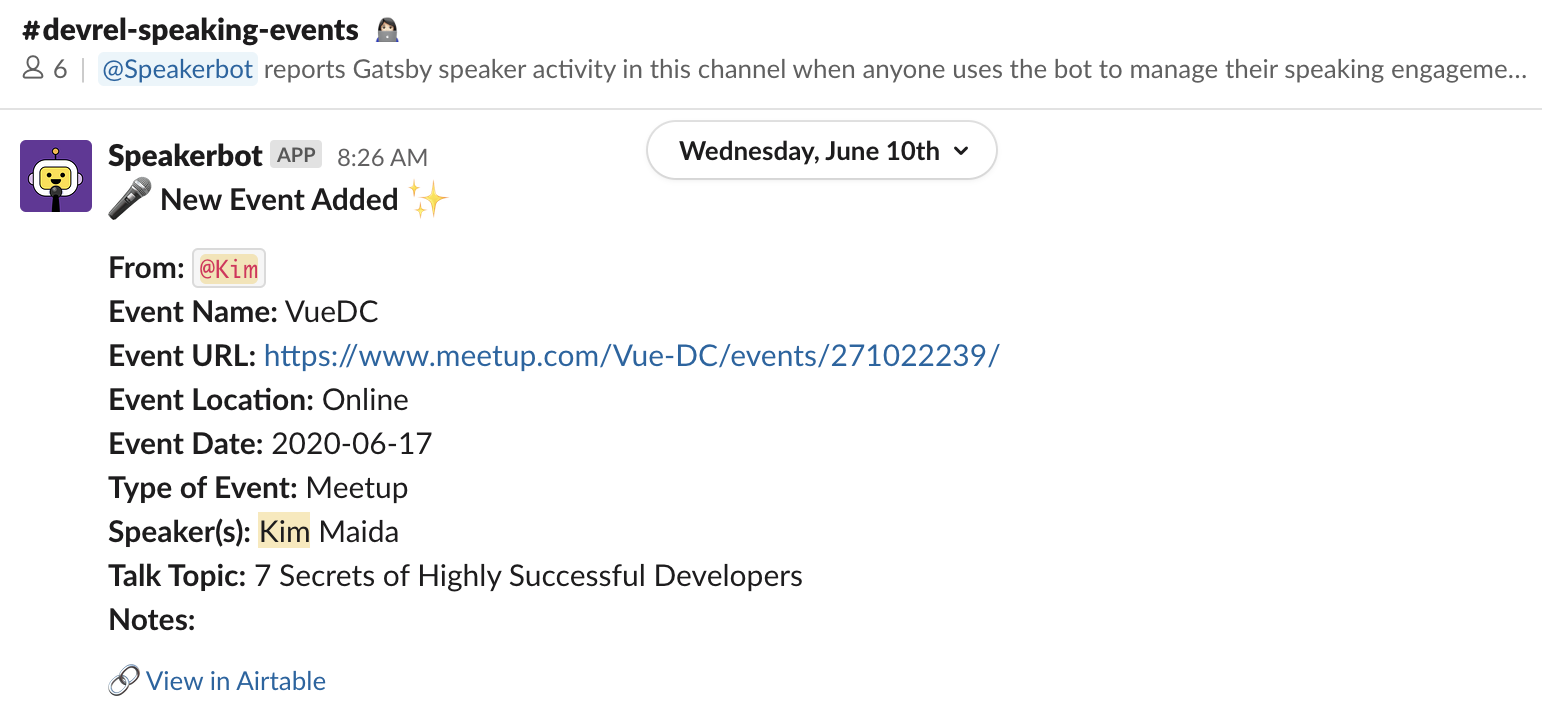 #devrel-speaking-events
6 | @Speakerbot reports Gatsby speaker activity in this channel when anyone uses the bot to manage their speaking engageme...
Wednesday, June 10th
Speakerbot APP 8:26 AM
New Event Added
From: @Kim
Event Name: VueDC
Event URL: https://www.meetup.com/Vue-DC/events/271022239/
Event Location: Online
Event Date: 2020-06-17
Type of Event: Meetup
Speaker(s): Kim Maida
Talk Topic: 7 Secrets of Highly Successful Developers
Notes:
View in Airtable